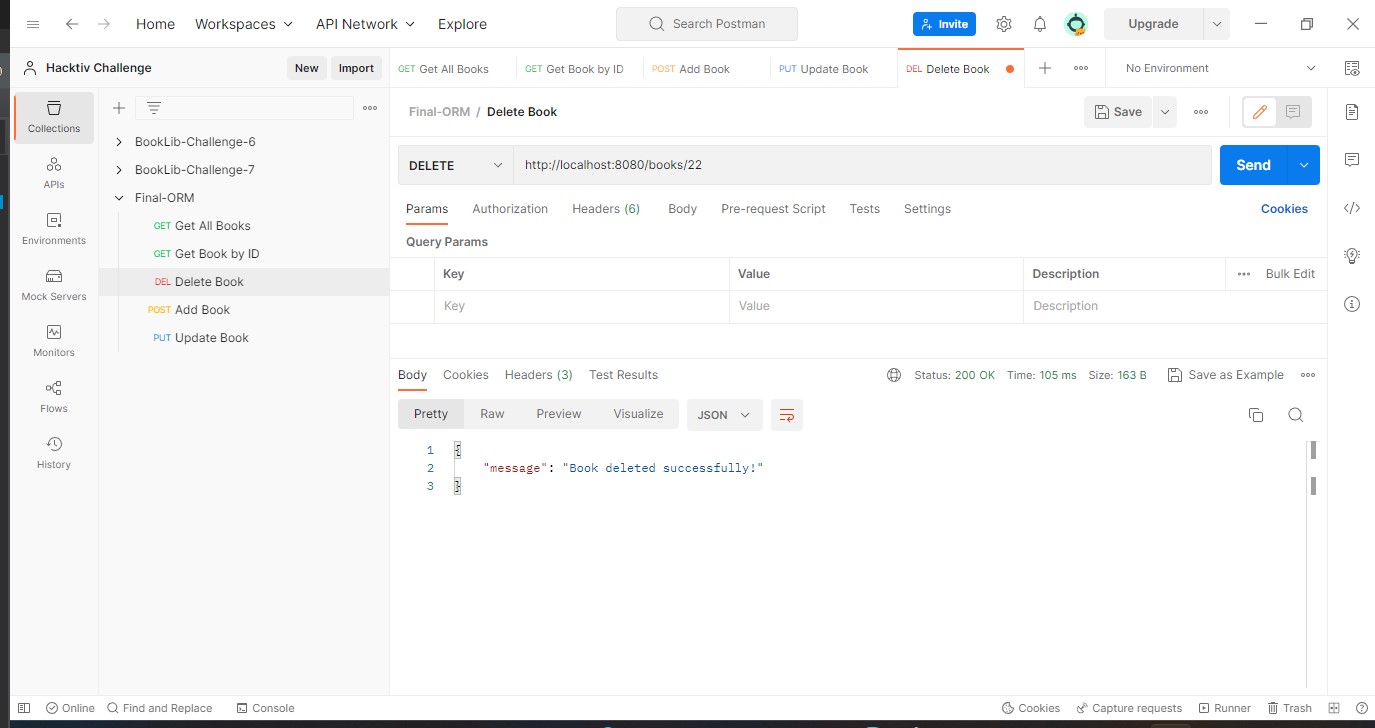 Home Workspaces API Network Explore Search Postman Invite Upgrade
Hacktiv Challenge New Import GET Get All Books GET Get Book by ID POST Add Book PUT Update Book DEL Delete Book No Environment
Collections
APIs
Environments
Mock Servers
Monitors
Flows
History
BookLib-Challenge-6
BookLib-Challenge-7
Final-ORM
GET Get All Books
GET Get Book by ID
DEL Delete Book
POST Add Book
PUT Update Book
Final-ORM / Delete Book Save
DELETE http://localhost:8080/books/22 Send
Params Authorization Headers (6) Body Pre-request Script Tests Settings Cookies
Query Params
Key Value Description Bulk Edit
Key Value Description
Body Cookies Headers (3) Test Results Status: 200 OK Time: 105 ms Size: 163 B Save as Example
Pretty Raw Preview Visualize JSON
1 {
2 "message": "Book deleted successfully!"
3 }
Online Find and Replace Console Cookies Capture requests Runner Trash